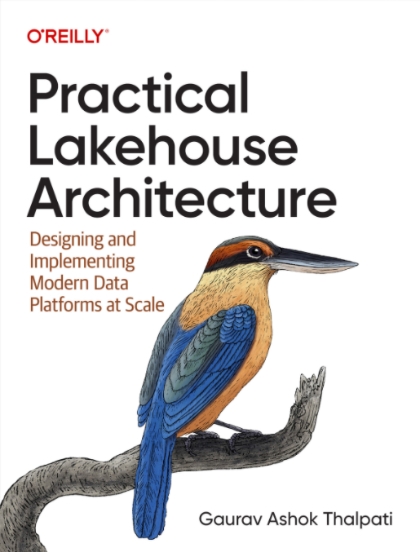 O'REILLY®
Practical
Lakehouse
Architecture
Designing and
Implementing
Modern Data
Platforms at Scale
Gaurav Ashok Thalpati